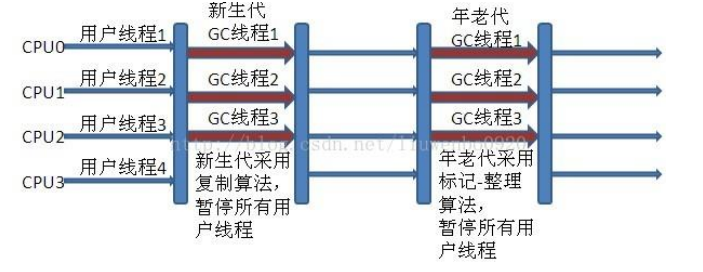 新生代
年老代
CPU0 用户线程1 GC线程1 GC线程1
CPU1 用户线程2 GC线程2 GC线程2
CPU2 用户线程3 GC线程3 GC线程3
CPU3 用户线程4
新生代采用
复制算法，
暂停所有用
户线程
年老代采用
标记-整理
算法，
暂停所有用
户线程